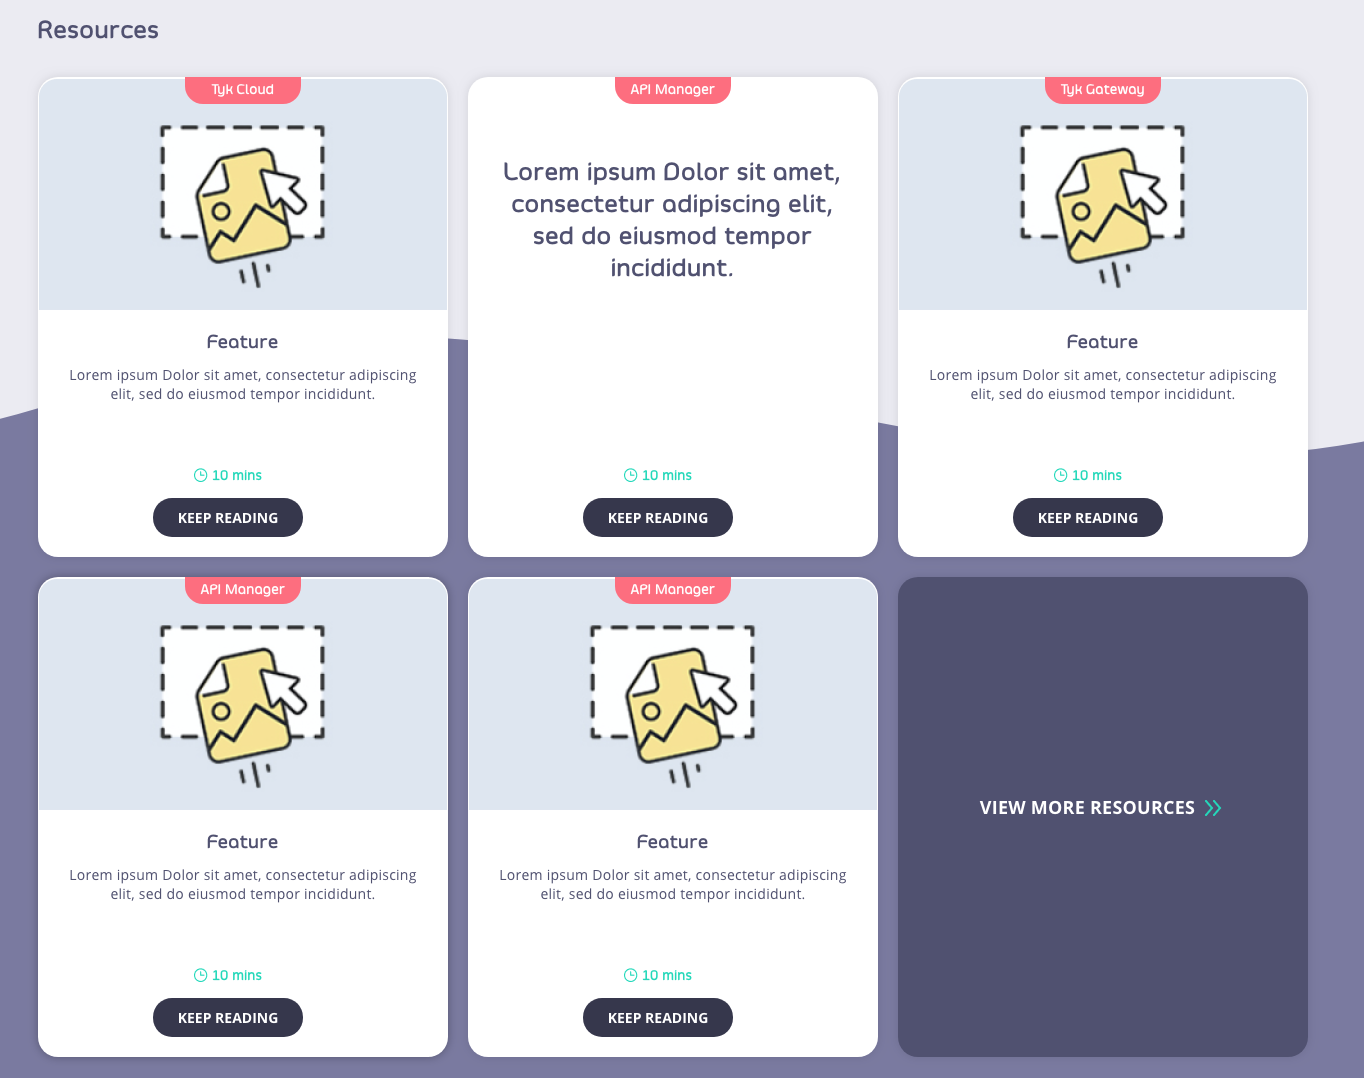 Resources
Tyk Cloud
Feature
Lorem ipsum Dolor sit amet, consectetur adipiscing
elit, sed do eiusmod tempor incididunt.
10 mins
KEEP READING
API Manager
Lorem ipsum Dolor sit amet,
consectetur adipiscing elit,
sed do eiusmod tempor
incididunt.
10 mins
KEEP READING
Tyk Gateway
Feature
Lorem ipsum Dolor sit amet, consectetur adipiscing
elit, sed do eiusmod tempor incididunt.
10 mins
KEEP READING
API Manager
Feature
Lorem ipsum Dolor sit amet, consectetur adipiscing
elit, sed do eiusmod tempor incididunt.
10 mins
KEEP READING
API Manager
Feature
Lorem ipsum Dolor sit amet, consectetur adipiscing
elit, sed do eiusmod tempor incididunt.
10 mins
KEEP READING
VIEW MORE RESOURCES